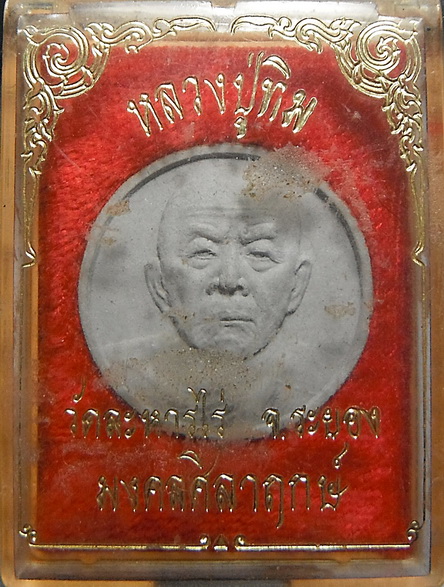 หลวงปู่ทิม
วัดละหารไร่ จ.ระยอง
มงคลศิลาฤกษ์